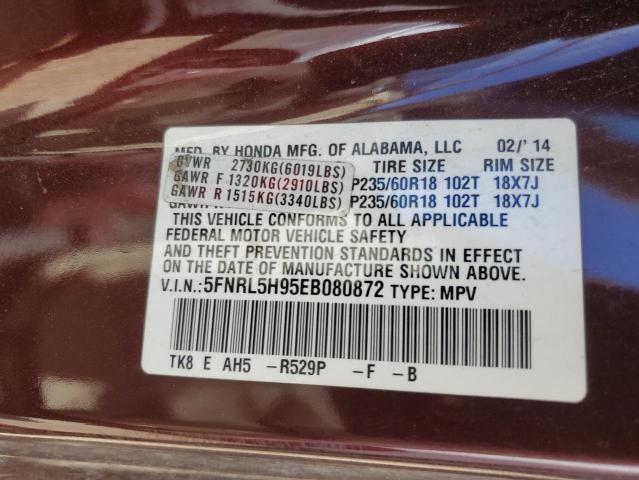 MFD. BY HONDA MFG. OF ALABAMA, LLC 02/'14
GVWR 2730KG(6019LBS) TIRE SIZE RIM SIZE
GAWR F 1320KG(2910LBS) P235/60R18 102T 18X7J
GAWR R 1515KG(3340LBS) P235/60R18 102T 18X7J
THIS VEHICLE CONFORMS TO ALL APPLICABLE
FEDERAL MOTOR VEHICLE SAFETY
AND THEFT PREVENTION STANDARDS IN EFFECT
ON THE DATE OF MANUFACTURE SHOWN ABOVE.
V.I.N.: 5FNRL5H95EB080872 TYPE: MPV
TK8 E AH5 -R529P -F -B